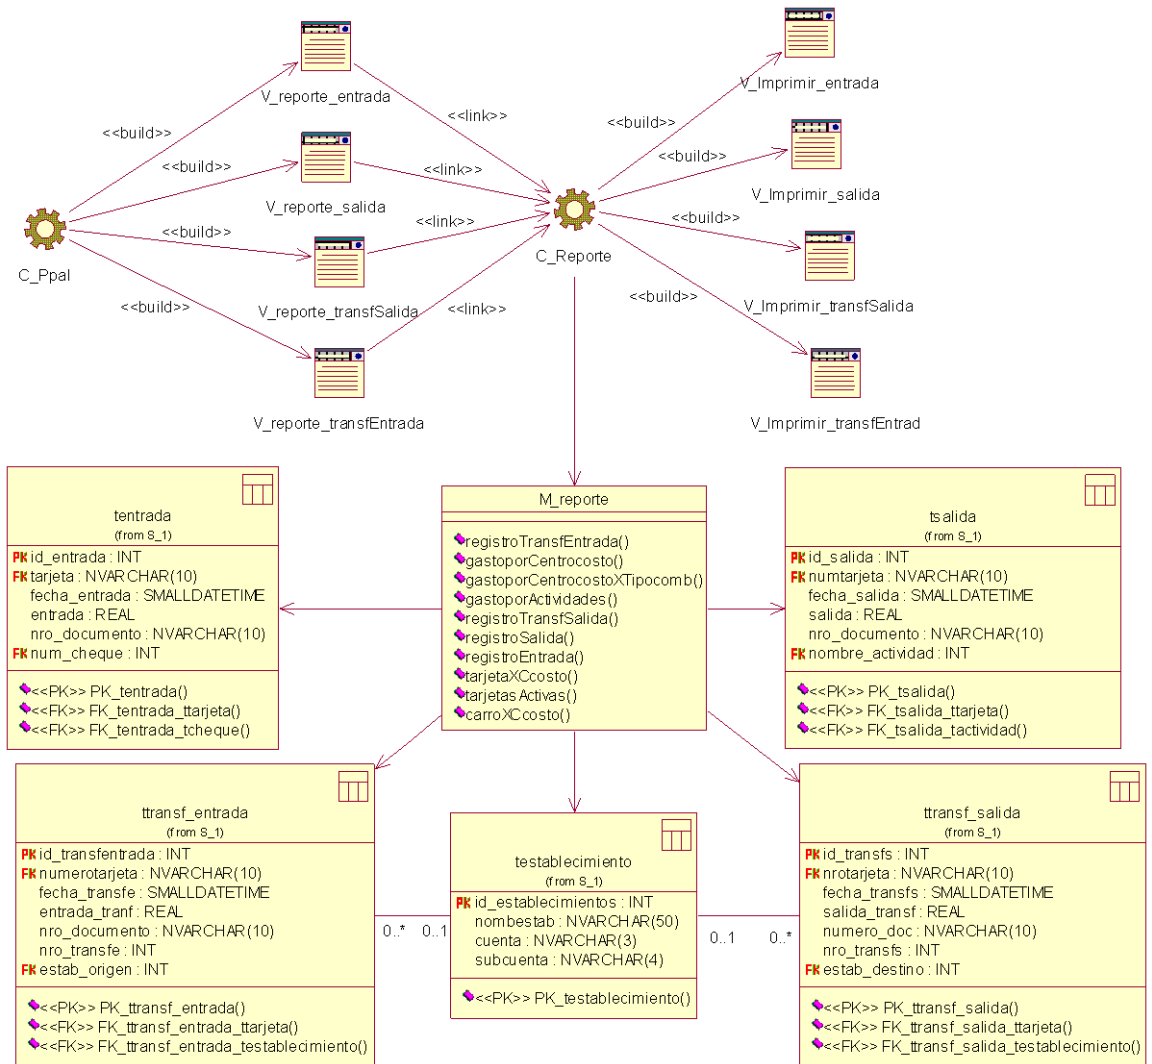 V_reporte_entrada
V_Imprimir_entrada
<<build>>
<<link>>
<<build>>
<<build>>
<<link>>
<<build>>
V_reporte_salida
V_Imprimir_salida
<<build>>
<<link>>
<<build>>
C_Ppal
C_Reporte
V_reporte_transfSalida
V_Imprimir_transfSalida
<<build>>
<<link>>
<<build>>
V_reporte_transfEntrada
V_Imprimir_transfEntrad
tentrada
(from S_1)
PK id_entrada : INT
FK tarjeta : NVARCHAR(10)
fecha_entrada : SMALLDATETIME
entrada : REAL
nro_documento : NVARCHAR(10)
FK num_cheque : INT
<<PK>> PK_tentrada()
<<FK>> FK_tentrada_ttarjeta()
<<FK>> FK_tentrada_tcheque()
M_reporte
registroTransfEntrada()
gastoporCentrocosto()
gastoporCentrocostoXTipocomb()
gastoporActividades()
registroTransfSalida()
registroSalida()
registroEntrada()
tarjetaXCcosto()
tarjetasActivas()
carroXCcosto()
tsalida
(from S_1)
PK id_salida : INT
FK numtarjeta : NVARCHAR(10)
fecha_salida : SMALLDATETIME
salida : REAL
nro_documento : NVARCHAR(10)
FK nombre_actividad : INT
<<PK>> PK_tsalida()
<<FK>> FK_tsalida_ttarjeta()
<<FK>> FK_tsalida_tactividad()
ttransf_entrada
(from S_1)
PK id_transfentrada : INT
FK numerotarjeta : NVARCHAR(10)
fecha_transfe : SMALLDATETIME
entrada_tranf : REAL
nro_documento : NVARCHAR(10)
nro_transfe : INT
FK estab_origen : INT
<<PK>> PK_ttransf_entrada()
<<FK>> FK_ttransf_entrada_ttarjeta()
<<FK>> FK_ttransf_entrada_testablecimiento()
0..*
0..1
testablecimiento
(from S_1)
PK id_establecimientos : INT
nombestab : NVARCHAR(50)
cuenta : NVARCHAR(3)
subcuenta : NVARCHAR(4)
<<PK>> PK_testablecimiento()
0..1
0..*
ttransf_salida
(from S_1)
PK id_transfs : INT
FK nrotarjeta : NVARCHAR(10)
fecha_transfs : SMALLDATETIME
salida_transf : REAL
numero_doc : NVARCHAR(10)
nro_transfs : INT
FK estab_destino : INT
<<PK>> PK_ttransf_salida()
<<FK>> FK_ttransf_salida_ttarjeta()
<<FK>> FK_ttransf_salida_testablecimiento()